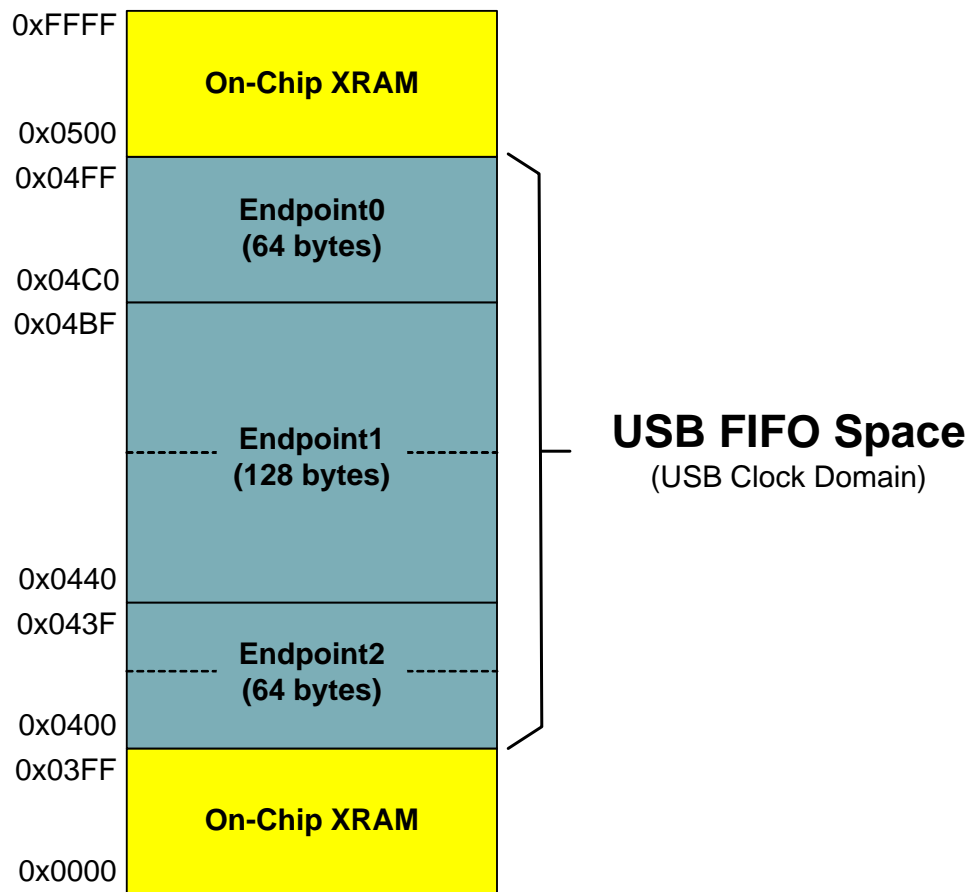 0xFFFF
On-Chip XRAM
0x0500
0x04FF
Endpoint0
(64 bytes)
0x04C0
0x04BF
Endpoint1
(128 bytes)
0x0440
0x043F
Endpoint2
(64 bytes)
0x0400
0x03FF
On-Chip XRAM
0x0000
USB FIFO Space
(USB Clock Domain)